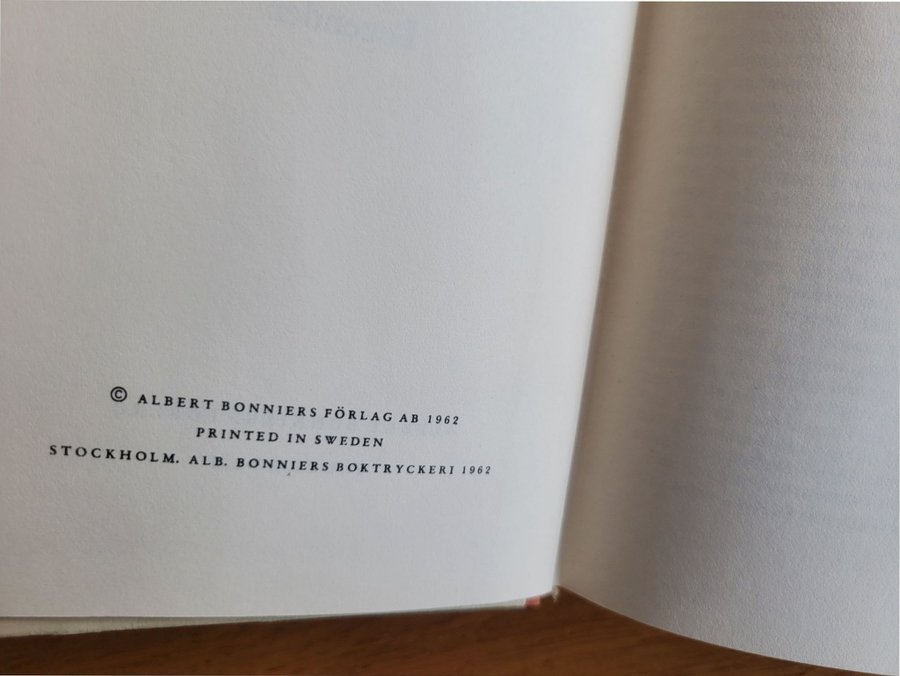 © ALBERT BONNIERS FÖRLAG AB 1962
PRINTED IN SWEDEN
STOCKHOLM. ALB. BONNIERS BOKTRYCKERI 1962